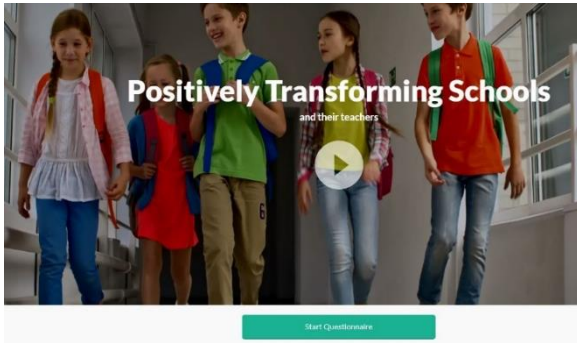 Positively Transforming Schools
and their teachers
Start Questionnaire